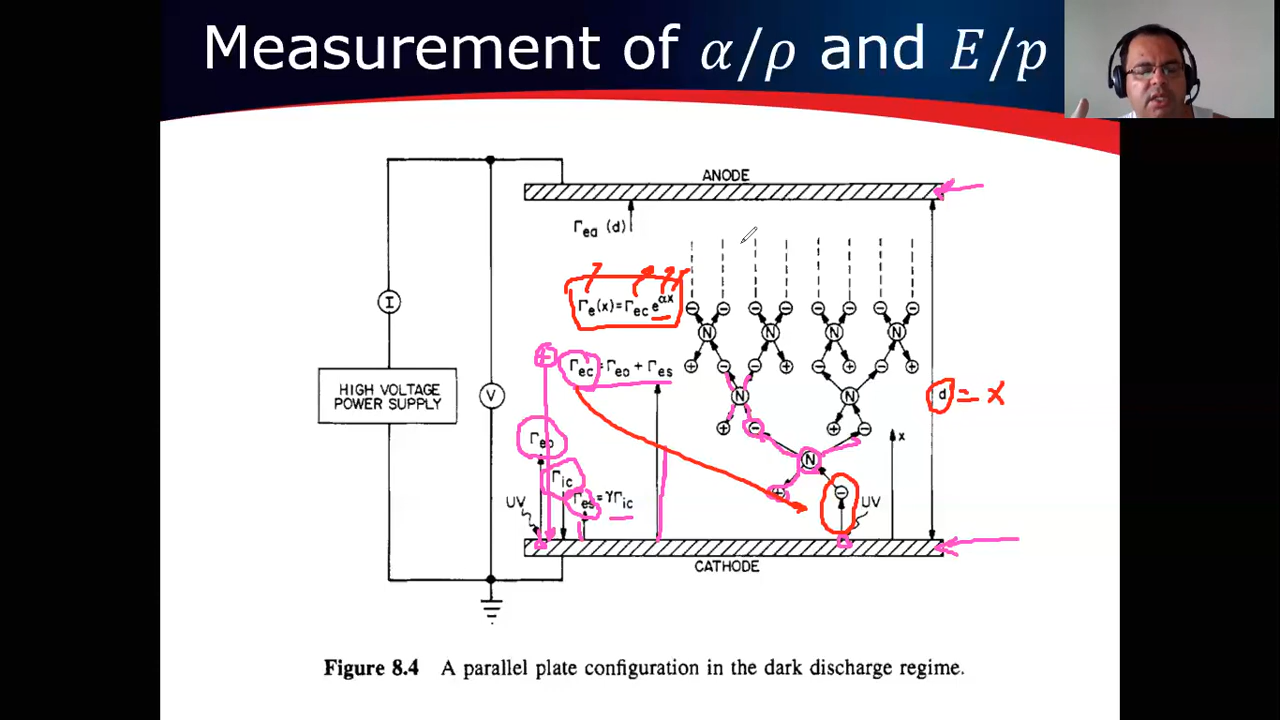 Measurement of α/ρ and E/p
ANODE
Γea (d)
Γe(x)=Γec e^αx
Γec=Γeo + Γes
I
HIGH VOLTAGE
POWER SUPPLY
V
Γeo
Γic
UV
Γes=γΓic
N N N N
N N
N
d = x
x
UV
CATHODE
Figure 8.4 A parallel plate configuration in the dark discharge regime.